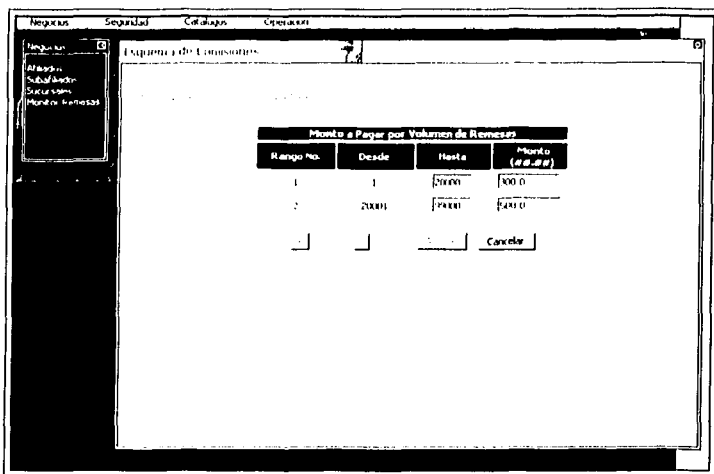 Negocios Seguridad Catalogos Operacion
Negocios
Afiliados
Subafiliados
Sucursales
Monitor Remesas
Esquema de Comisiones
Monto a Pagar por Volumen de Remesas
Rango No. Desde Hasta Monto (##.##)
1 1 20000 300.0
2 20001 99000 500.0
Cancelar